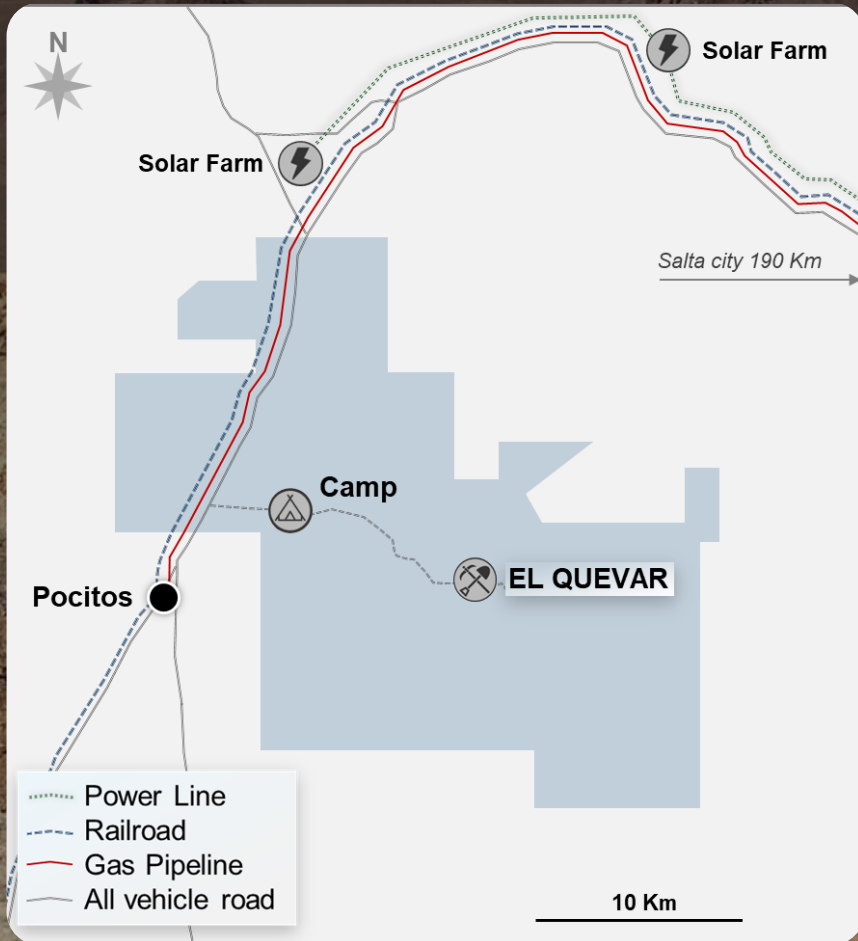 N
Solar Farm
Solar Farm
Salta city 190 Km
Camp
EL QUEVAR
Pocitos
Power Line
Railroad
Gas Pipeline
All vehicle road
10 Km